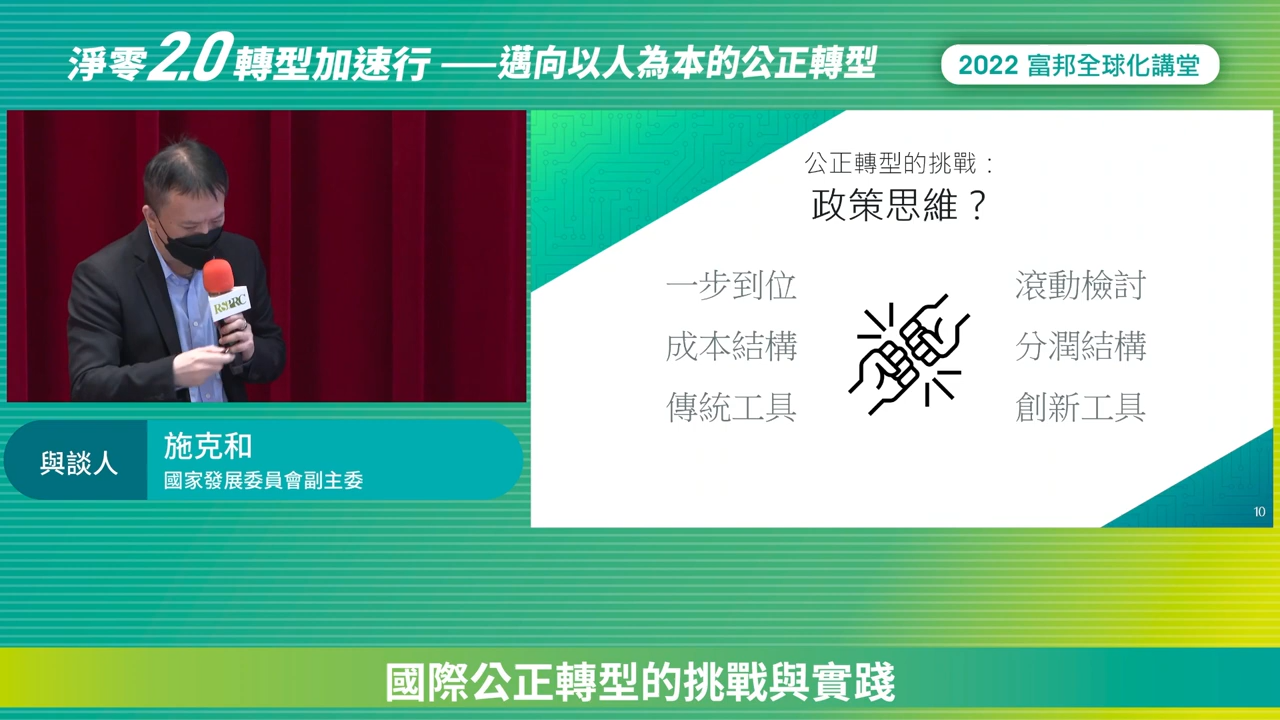 淨零2.0轉型加速行——邁向以人為本的公正轉型
2022 富邦全球化講堂
公正轉型的挑戰：
政策思維？
一步到位
滾動檢討
成本結構
分潤結構
傳統工具
創新工具
10
RSPRC
與談人
施克和
國家發展委員會副主委
國際公正轉型的挑戰與實踐